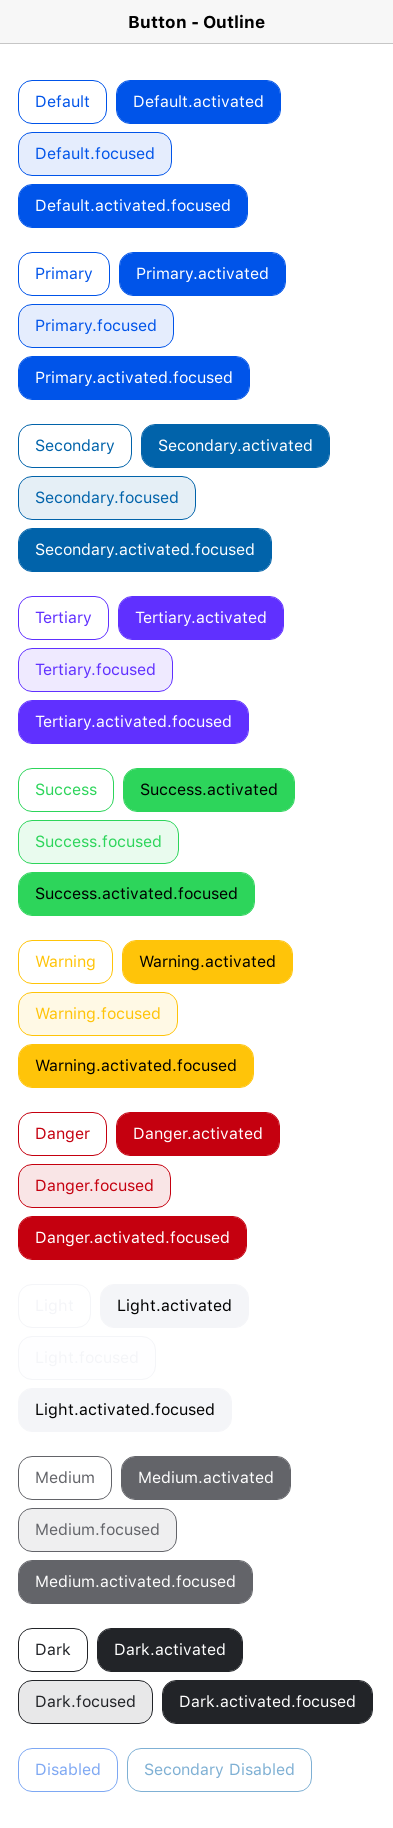 Button - Outline
Default Default.activated
Default.focused
Default.activated.focused
Primary Primary.activated
Primary.focused
Primary.activated.focused
Secondary Secondary.activated
Secondary.focused
Secondary.activated.focused
Tertiary Tertiary.activated
Tertiary.focused
Tertiary.activated.focused
Success Success.activated
Success.focused
Success.activated.focused
Warning Warning.activated
Warning.focused
Warning.activated.focused
Danger Danger.activated
Danger.focused
Danger.activated.focused
Light Light.activated
Light.focused
Light.activated.focused
Medium Medium.activated
Medium.focused
Medium.activated.focused
Dark Dark.activated
Dark.focused Dark.activated.focused
Disabled Secondary Disabled